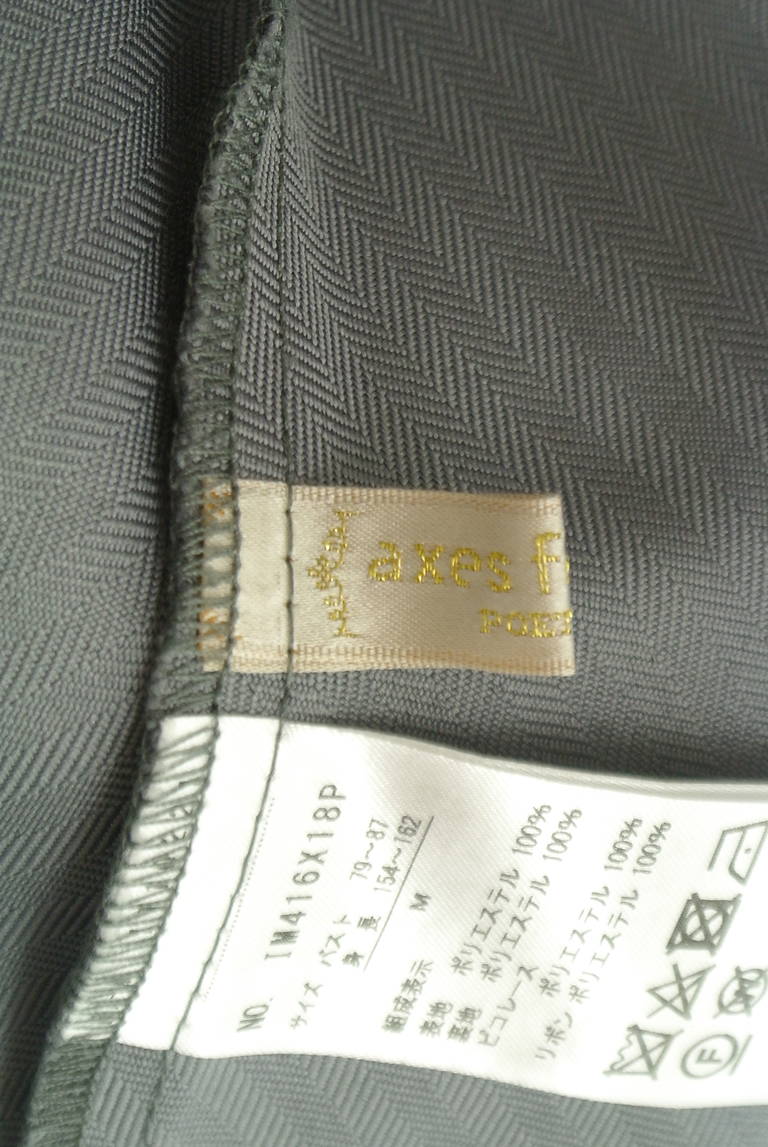 axes f
POE
NO. IM416X18P
サイズ バスト 79~87
身長 154~162
M
組成表示
表地 ポリエステル 100%
裏地 ポリエステル 100%
ピコレース
ポリエステル 100%
リボン ポリエステル 100%
F